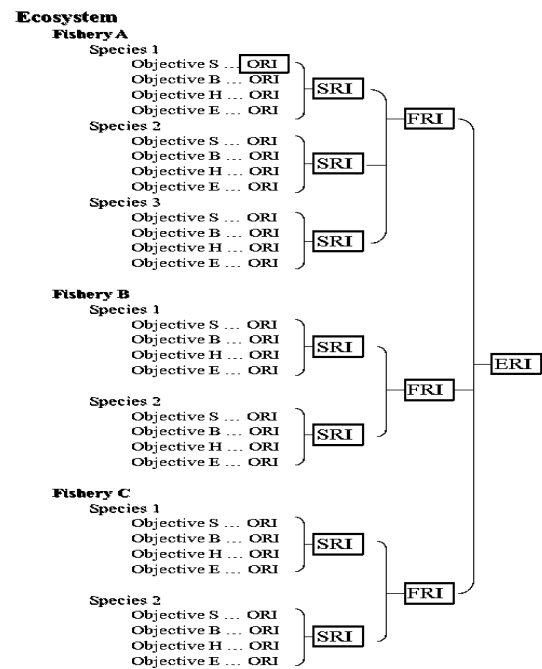 Ecosystem
Fishery A
Species 1
Objective S ... ORI
Objective B ... ORI
Objective H ... ORI
Objective E ... ORI
SRI
Species 2
Objective S ... ORI
Objective B ... ORI
Objective H ... ORI
Objective E ... ORI
SRI
Species 3
Objective S ... ORI
Objective B ... ORI
Objective H ... ORI
Objective E ... ORI
SRI
FRI
Fishery B
Species 1
Objective S ... ORI
Objective B ... ORI
Objective H ... ORI
Objective E ... ORI
SRI
Species 2
Objective S ... ORI
Objective B ... ORI
Objective H ... ORI
Objective E ... ORI
SRI
FRI
Fishery C
Species 1
Objective S ... ORI
Objective B ... ORI
Objective H ... ORI
Objective E ... ORI
SRI
Species 2
Objective S ... ORI
Objective B ... ORI
Objective H ... ORI
Objective E ... ORI
SRI
FRI
ERI